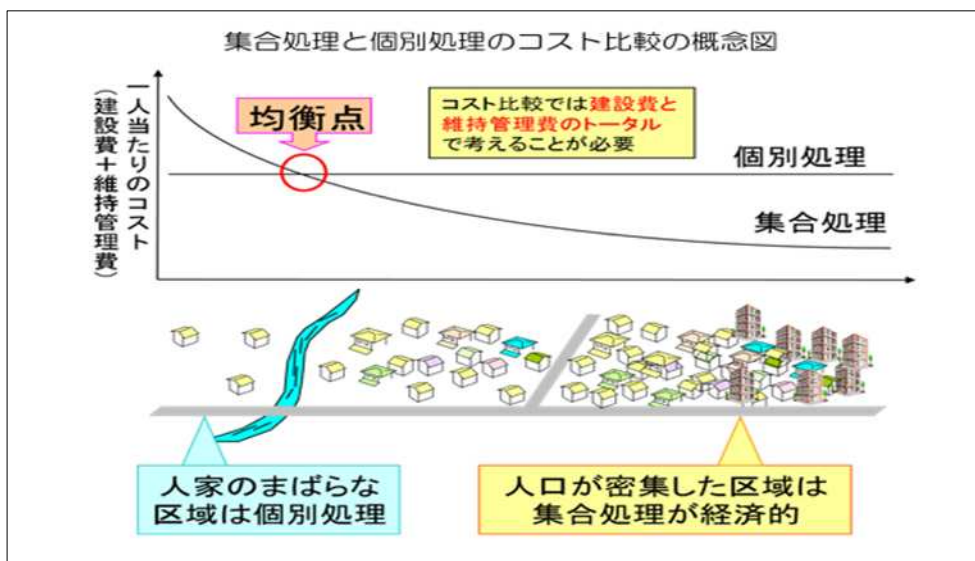 集合処理と個別処理のコスト比較の概念図
一人当たりのコスト
(建設費+維持管理費)
均衡点
コスト比較では建設費と
維持管理費のトータル
で考えることが必要
個別処理
集合処理
人家のまばらな
区域は個別処理
人口が密集した区域は
集合処理が経済的